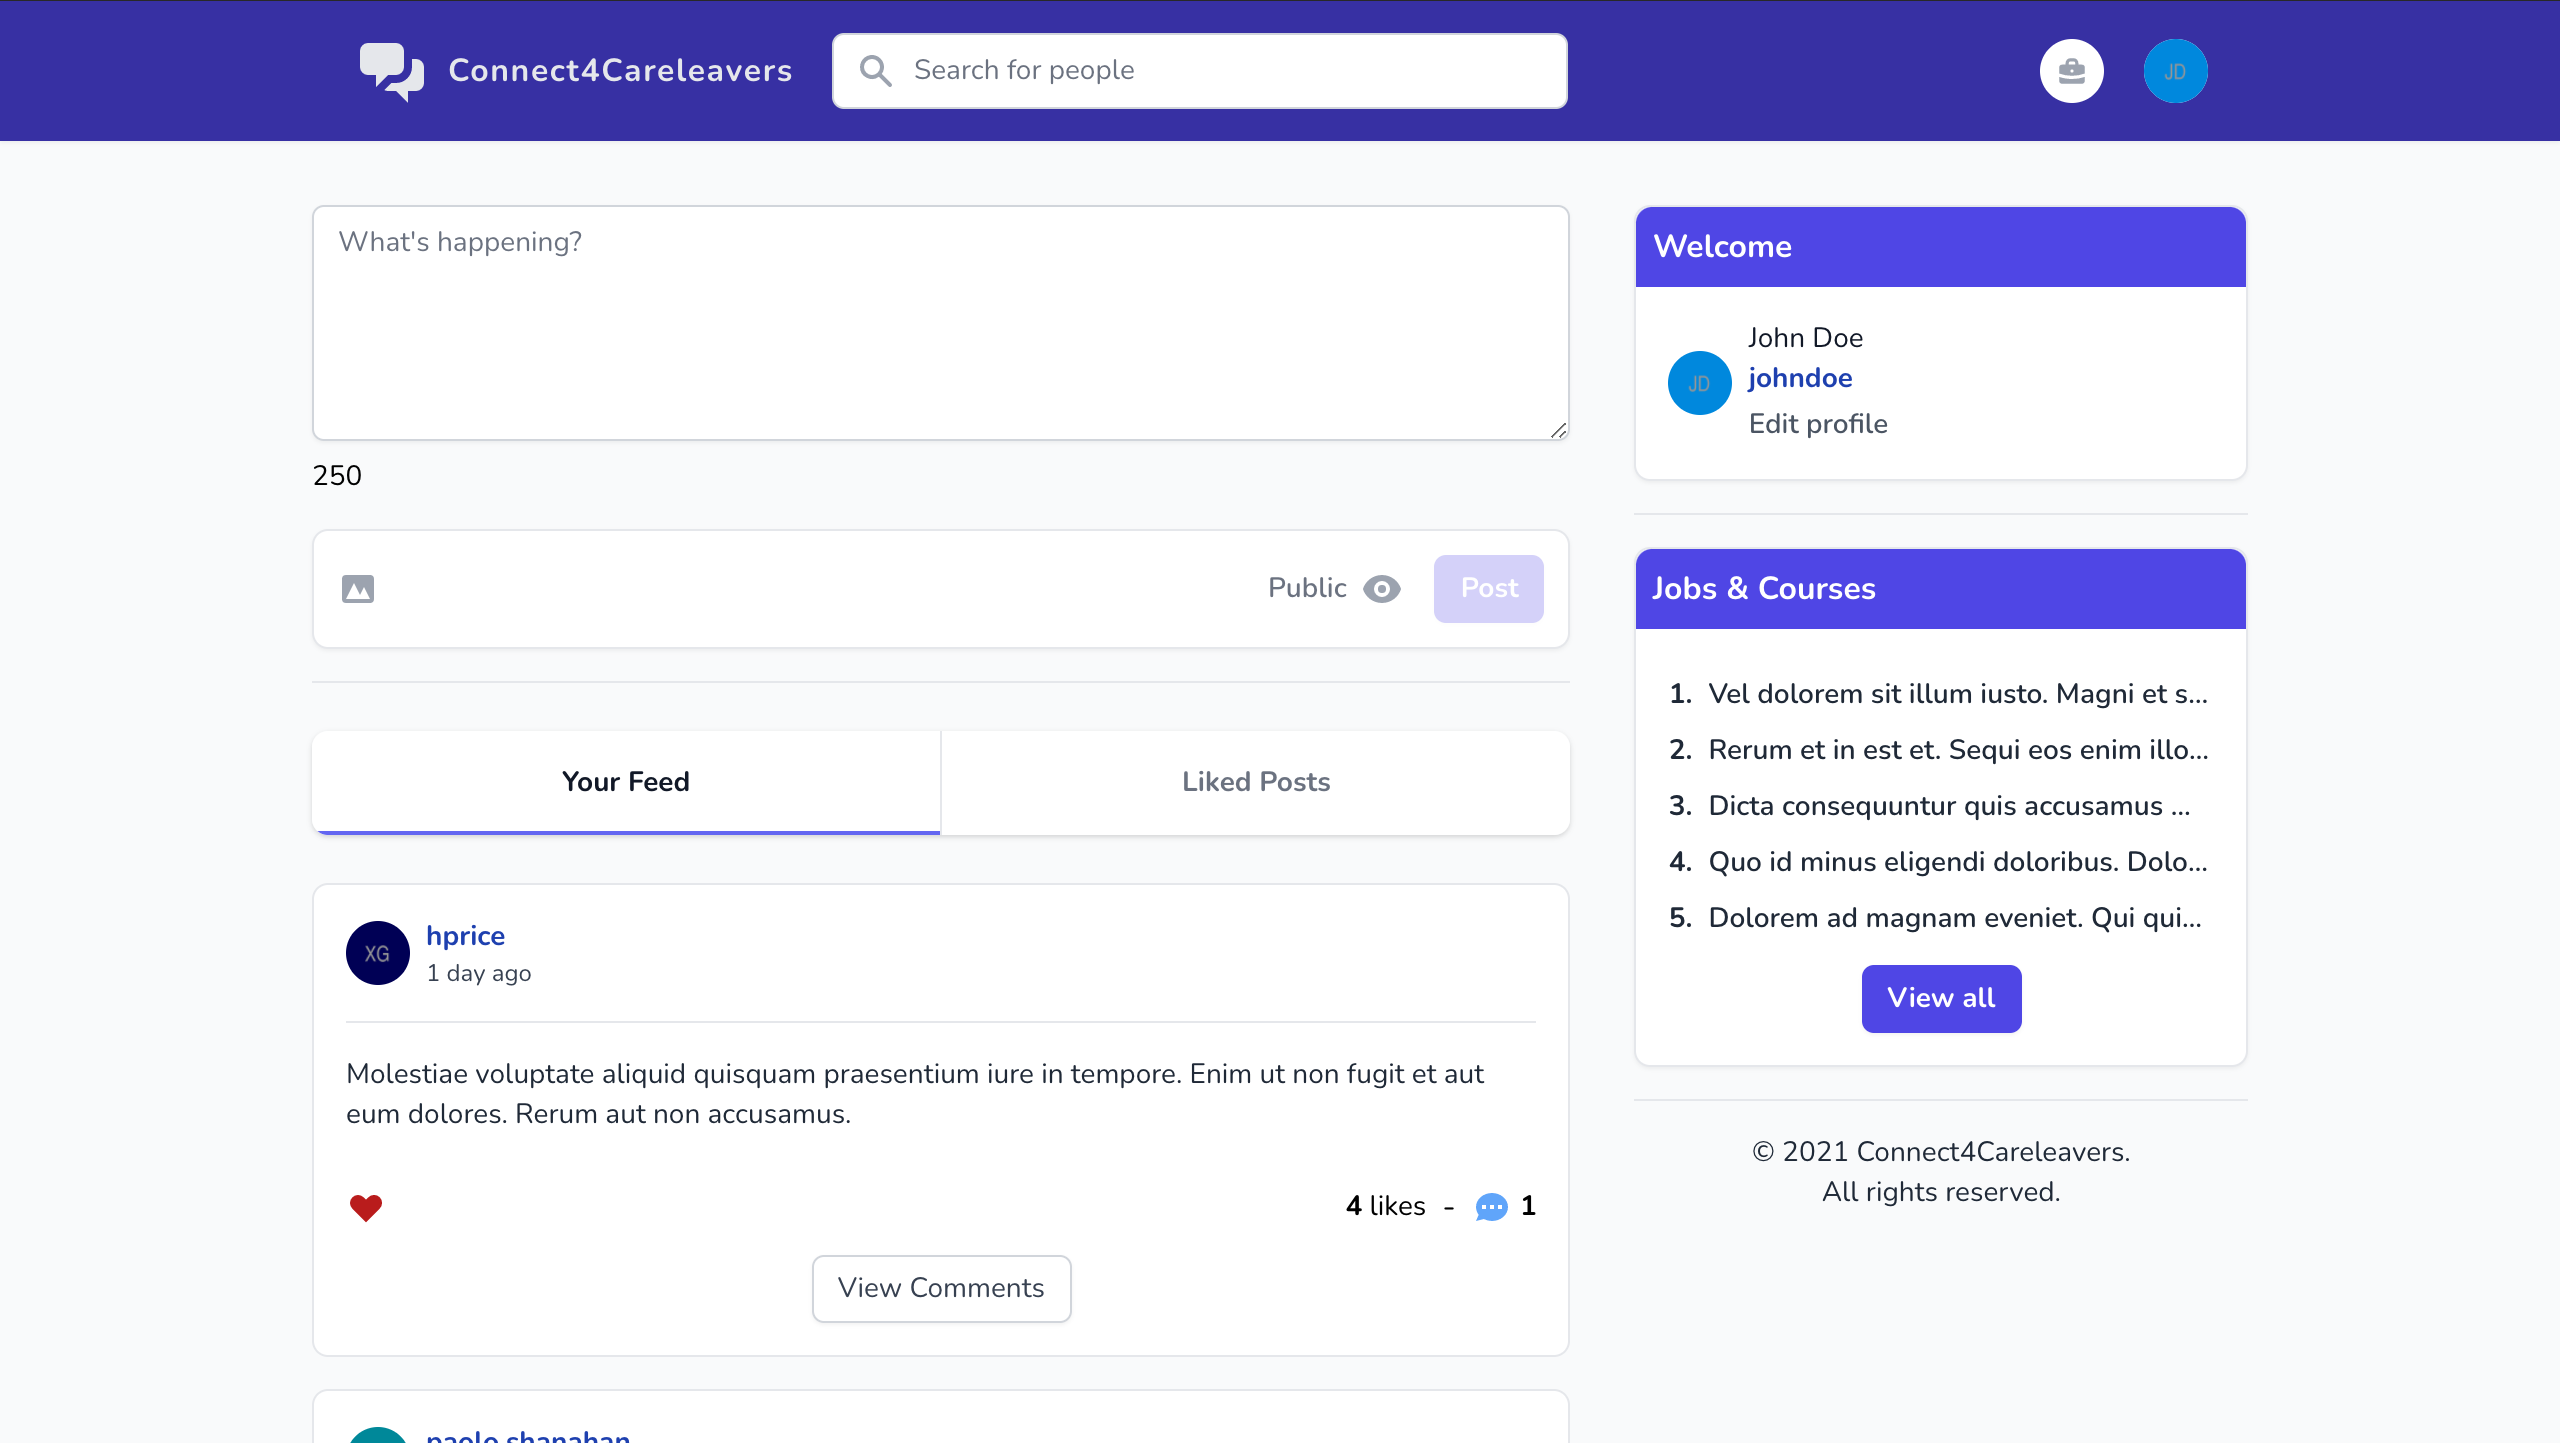 Connect4Careleavers
Search for people
JD
What's happening?
250
Public
Post
Your Feed
Liked Posts
XG
hprice
1 day ago
Molestiae voluptate aliquid quisquam praesentium iure in tempore. Enim ut non fugit et aut
eum dolores. Rerum aut non accusamus.
4 likes - 1
View Comments
paolo.shanahan
Welcome
JD
John Doe
johndoe
Edit profile
Jobs & Courses
1. Vel dolorem sit illum iusto. Magni et s...
2. Rerum et in est et. Sequi eos enim illo...
3. Dicta consequuntur quis accusamus ...
4. Quo id minus eligendi doloribus. Dolo...
5. Dolorem ad magnam eveniet. Qui qui...
View all
© 2021 Connect4Careleavers.
All rights reserved.